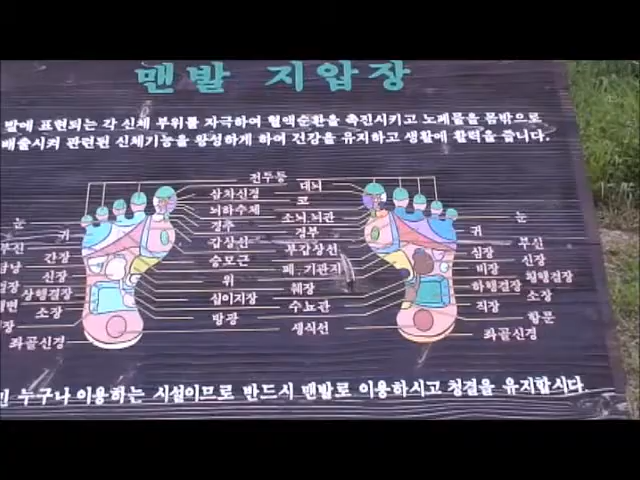 맨발 지압장
발에 표현되는 각 신체 부위를 자극하여 혈액순환을 촉진시키고 노폐물을 몸밖으로
배출시켜 관련된 신체기능을 왕성하게 하여 건강을 유지하고 생활에 활력을 줍니다.
전두동
대뇌
삼차신경
코
뇌하수체
소뇌.뇌관
경추
경부
갑상선
부갑상선
승모근
폐.기관지
위
췌장
십이지장
수뇨관
방광
생식선
눈
귀
부신
간장
신장
상행결장
소장
좌골신경
눈
귀
부신
심장
신장
비장
횡행결장
하행결장
소장
직장
항문
좌골신경
누구나 이용하는 시설이므로 반드시 맨발로 이용하시고 청결을 유지합시다.